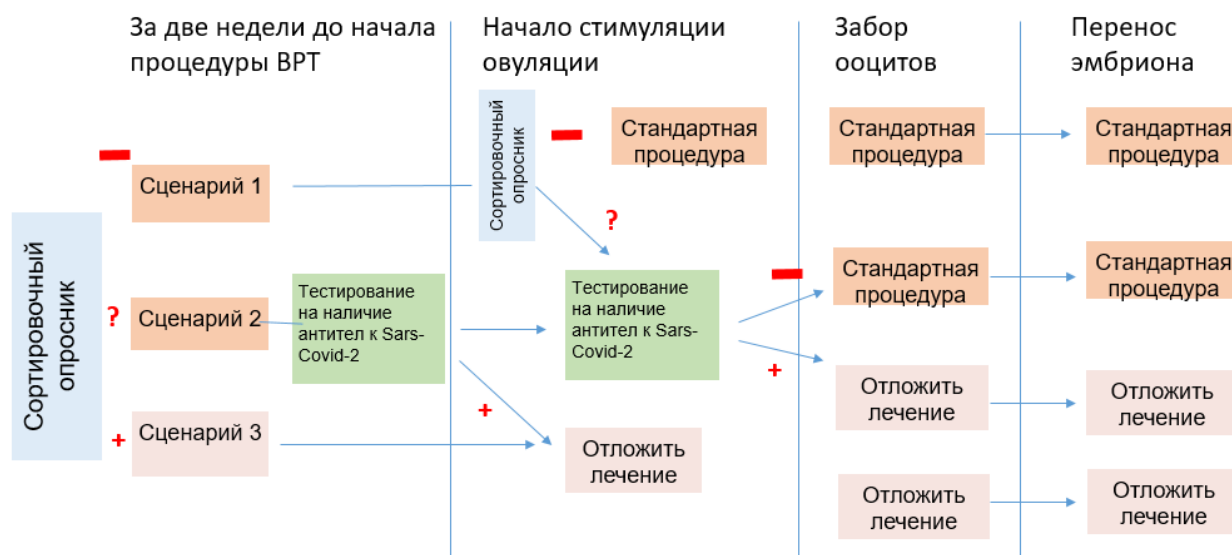 За две недели до начала
процедуры ВРТ
Начало стимуляции
овуляции
Забор
ооцитов
Перенос
эмбриона
Сортировочный
опросник
–
Сценарий 1
?
Сценарий 2
+
Сценарий 3
Тестирование
на наличие
антител к Sars-
Covid-2
+
Сортировочный
опросник
–
Стандартная
процедура
?
Тестирование
на наличие
антител к Sars-
Covid-2
Отложить
лечение
–
+
Стандартная
процедура
Стандартная
процедура
Отложить
лечение
Отложить
лечение
Стандартная
процедура
Стандартная
процедура
Отложить
лечение
Отложить
лечение